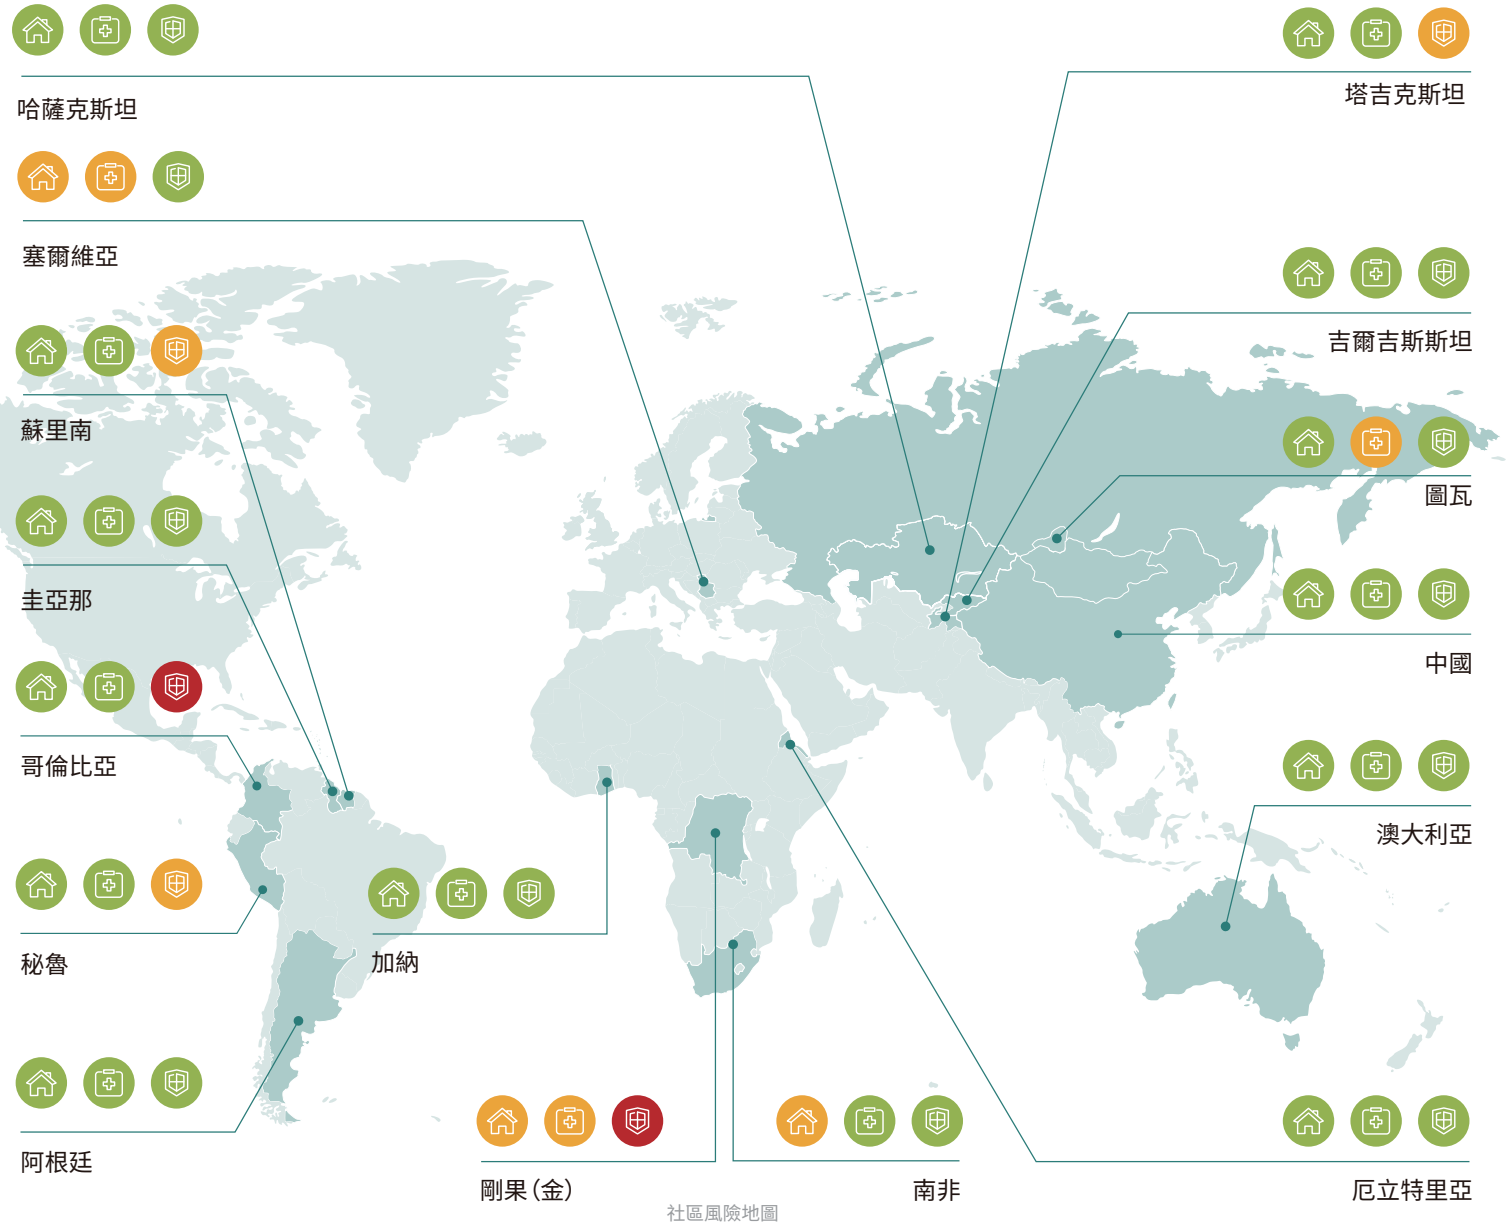 哈薩克斯坦
塔吉克斯坦
塞爾維亞
吉爾吉斯斯坦
蘇里南
圖瓦
圭亞那
中國
哥倫比亞
澳大利亞
秘魯
加納
阿根廷
剛果（金）
南非
厄立特里亞
社區風險地圖